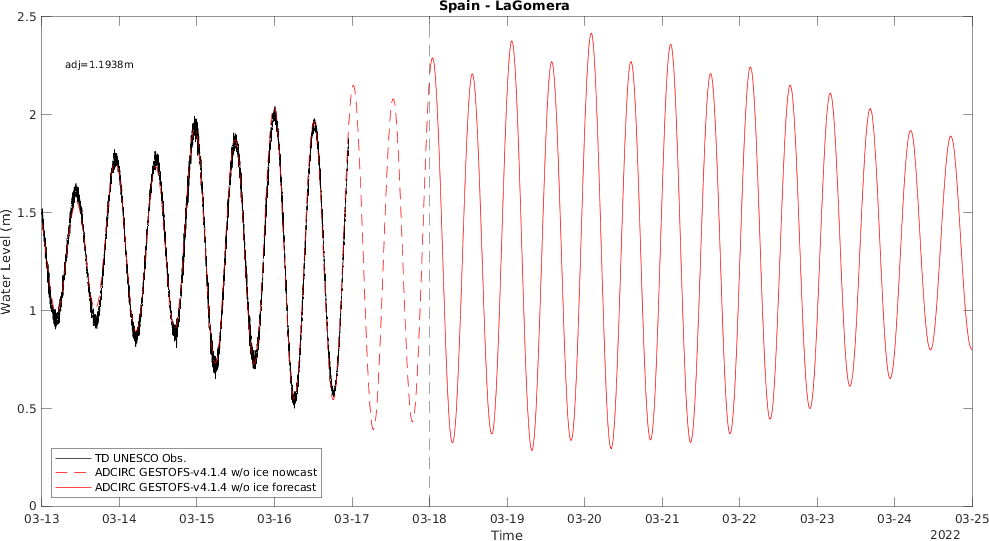 Spain - LaGomera
adj=1.1938m
2.5
2
1.5
1
0.5
0
Water Level (m)
TD UNESCO Obs.
ADCIRC GESTOFS-v4.1.4 w/o ice nowcast
ADCIRC GESTOFS-v4.1.4 w/o ice forecast
03-13 03-14 03-15 03-16 03-17 03-18 03-19 03-20 03-21 03-22 03-23 03-24 03-25
Time
2022